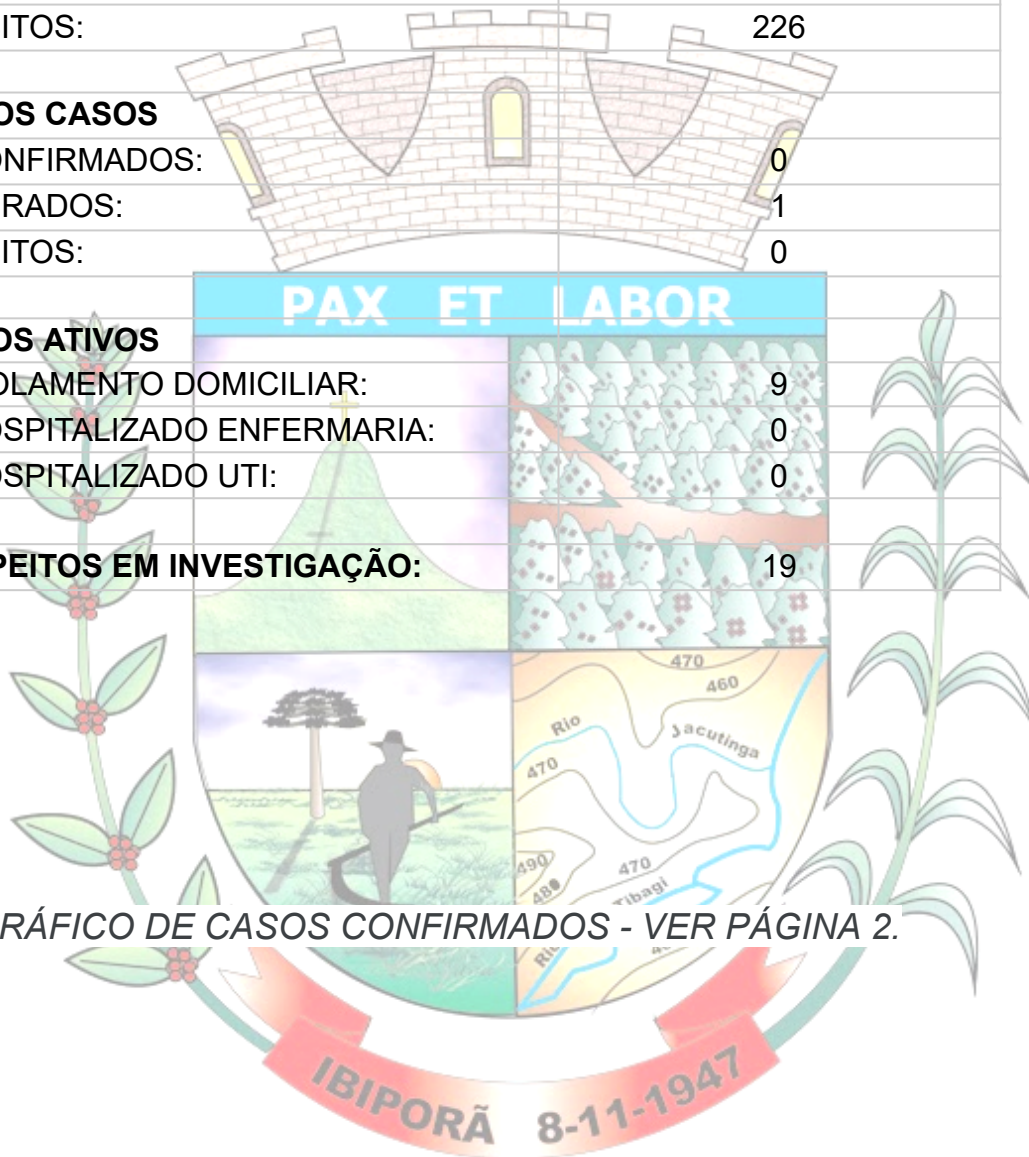 ITOS: 226
OS CASOS
ONFIRMADOS: 0
RADOS: 1
ITOS: 0
PAX ET LABOR
OS ATIVOS
OLAMENTO DOMICILIAR: 9
OSPITALIZADO ENFERMARIA: 0
OSPITALIZADO UTI: 0
PEITOS EM INVESTIGAÇÃO: 19
470
460
Rio Jacutinga
470
490
470
480
Tibagi
RÁFICO DE CASOS CONFIRMADOS - VER PÁGINA 2.
Rio
IBIPORÃ 8-11-1947